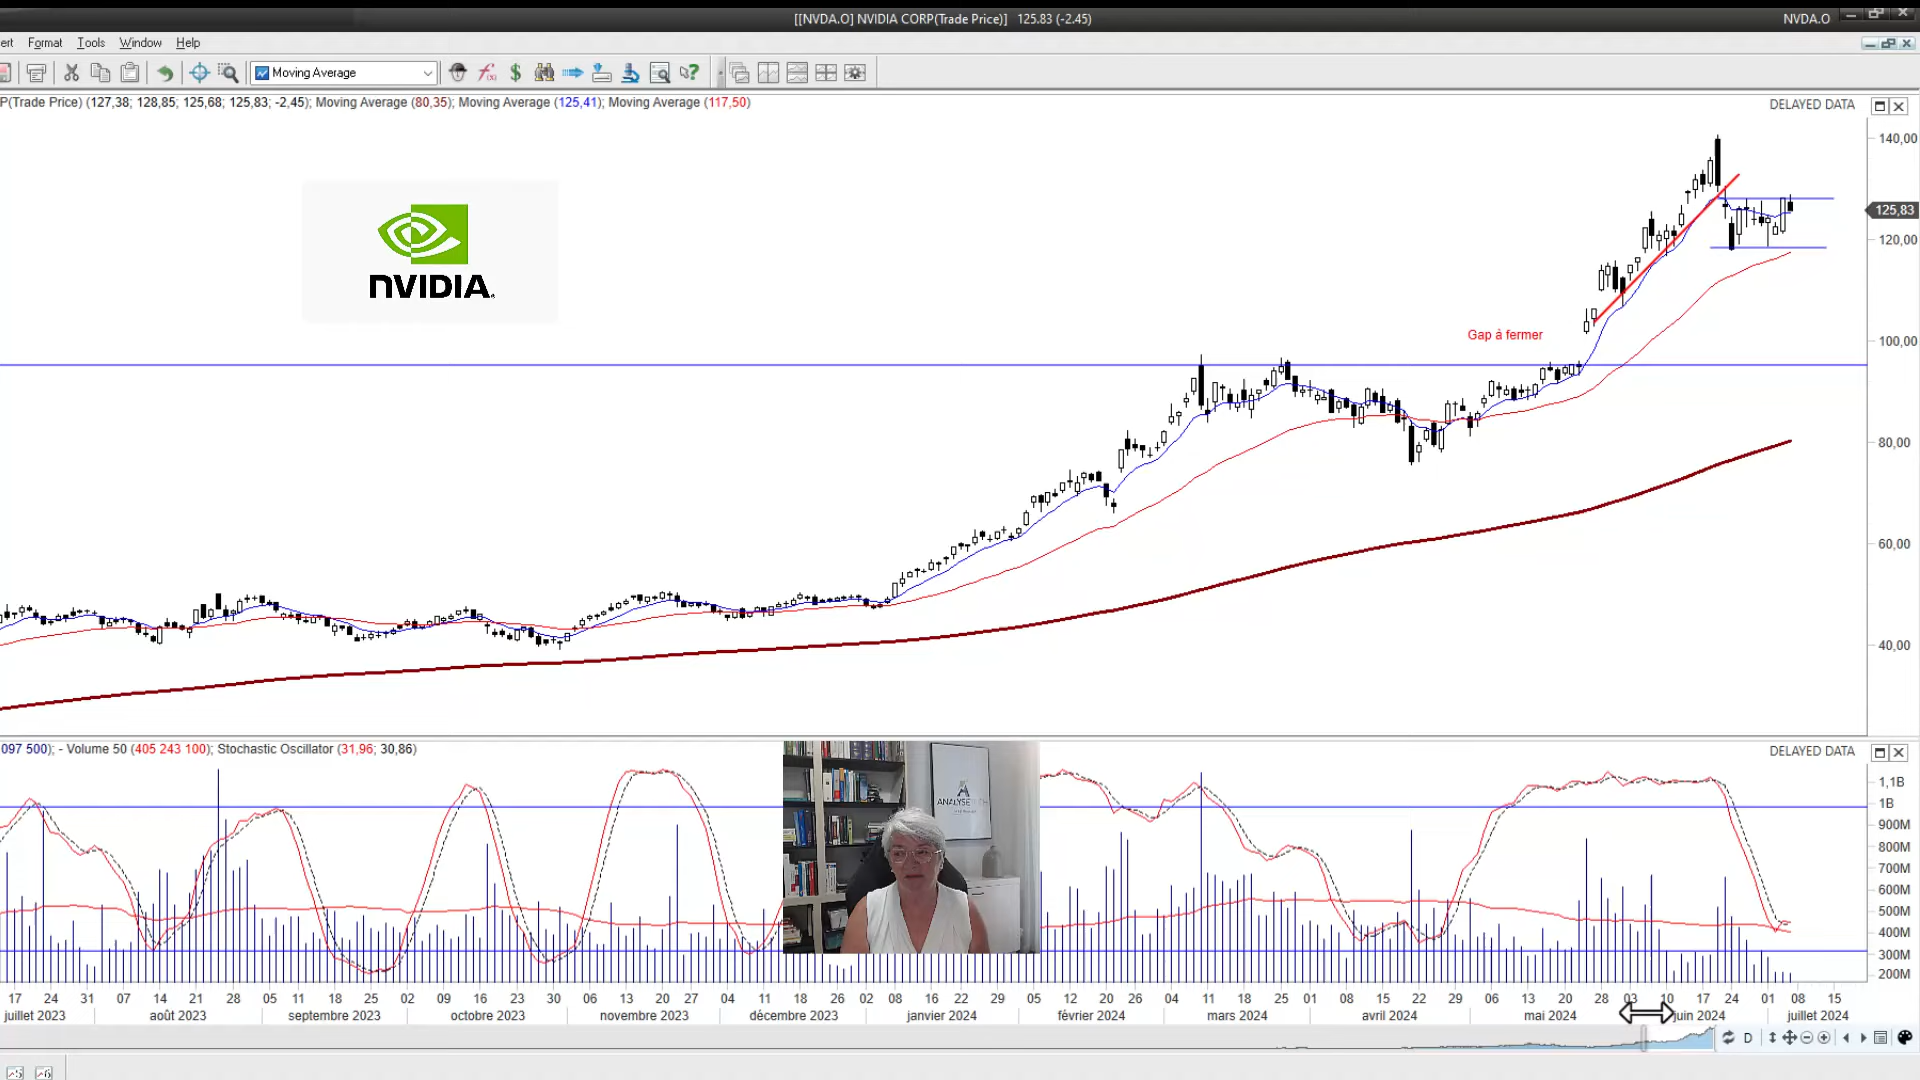 [[NVDA.O] NVIDIA CORP(Trade Price)] 125.83 (-2.45)
NVDA.O
ert Format Tools Window Help
Moving Average
P(Trade Price) (127,38; 128,85; 125,68; 125,83; -2,45); Moving Average (80,35); Moving Average (125,41); Moving Average (117,50)
DELAYED DATA
140,00
125,83
120,00
NVIDIA
Gap à fermer
100,00
80,00
60,00
40,00
097 500); - Volume 50 (405 243 100); Stochastic Oscillator (31,96; 30,86)
DELAYED DATA
1,1B
1B
900M
800M
700M
600M
500M
400M
300M
200M
17 24 31 07 14 21 28 05 11 18 25 02 09 16 23 30 06 13 20 27 04 11 18 26 02 08 16 22 29 05 12 20 26 04 11 18 25 01 08 15 22 29 06 13 20 28 03 10 17 24 01 08 15
juillet 2023 août 2023 septembre 2023 octobre 2023 novembre 2023 décembre 2023 janvier 2024 février 2024 mars 2024 avril 2024 mai 2024 juin 2024 juillet 2024
D